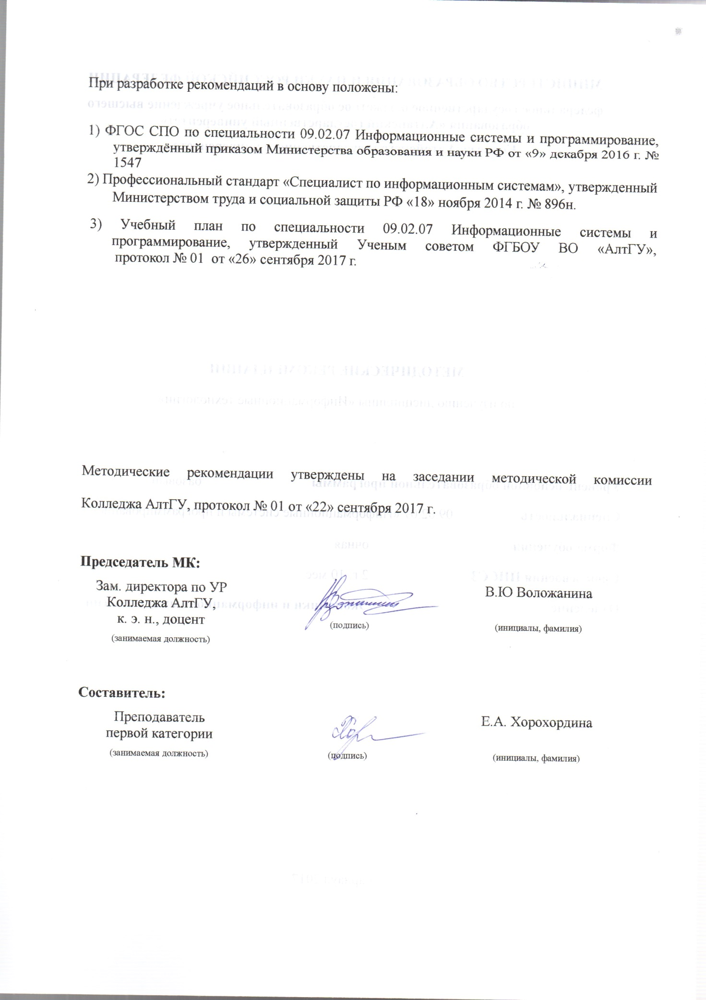 При разработке рекомендаций в основу положены:
1) ФГОС СПО по специальности 09.02.07 Информационные системы и программирование,
утверждённый приказом Министерства образования и науки РФ от «9» декабря 2016 г. №
1547
2) Профессиональный стандарт «Специалист по информационным системам», утвержденный
Министерством труда и социальной защиты РФ «18» ноября 2014 г. № 896н.
3) Учебный план по специальности 09.02.07 Информационные системы и
программирование, утвержденный Ученым советом ФГБОУ ВО «АлтГУ»,
протокол № 01 от «26» сентября 2017 г.
Методические рекомендации утверждены на заседании методической комиссии
Колледжа АлтГУ, протокол № 01 от «22» сентября 2017 г.
Председатель МК:
Зам. директора по УР
Колледжа АлтГУ,
к. э. н., доцент
(занимаемая должность)
(подпись)
В.Ю Воложанина
(инициалы, фамилия)
Составитель:
Преподаватель
первой категории
(занимаемая должность)
(подпись)
Е.А. Хорохордина
(инициалы, фамилия)